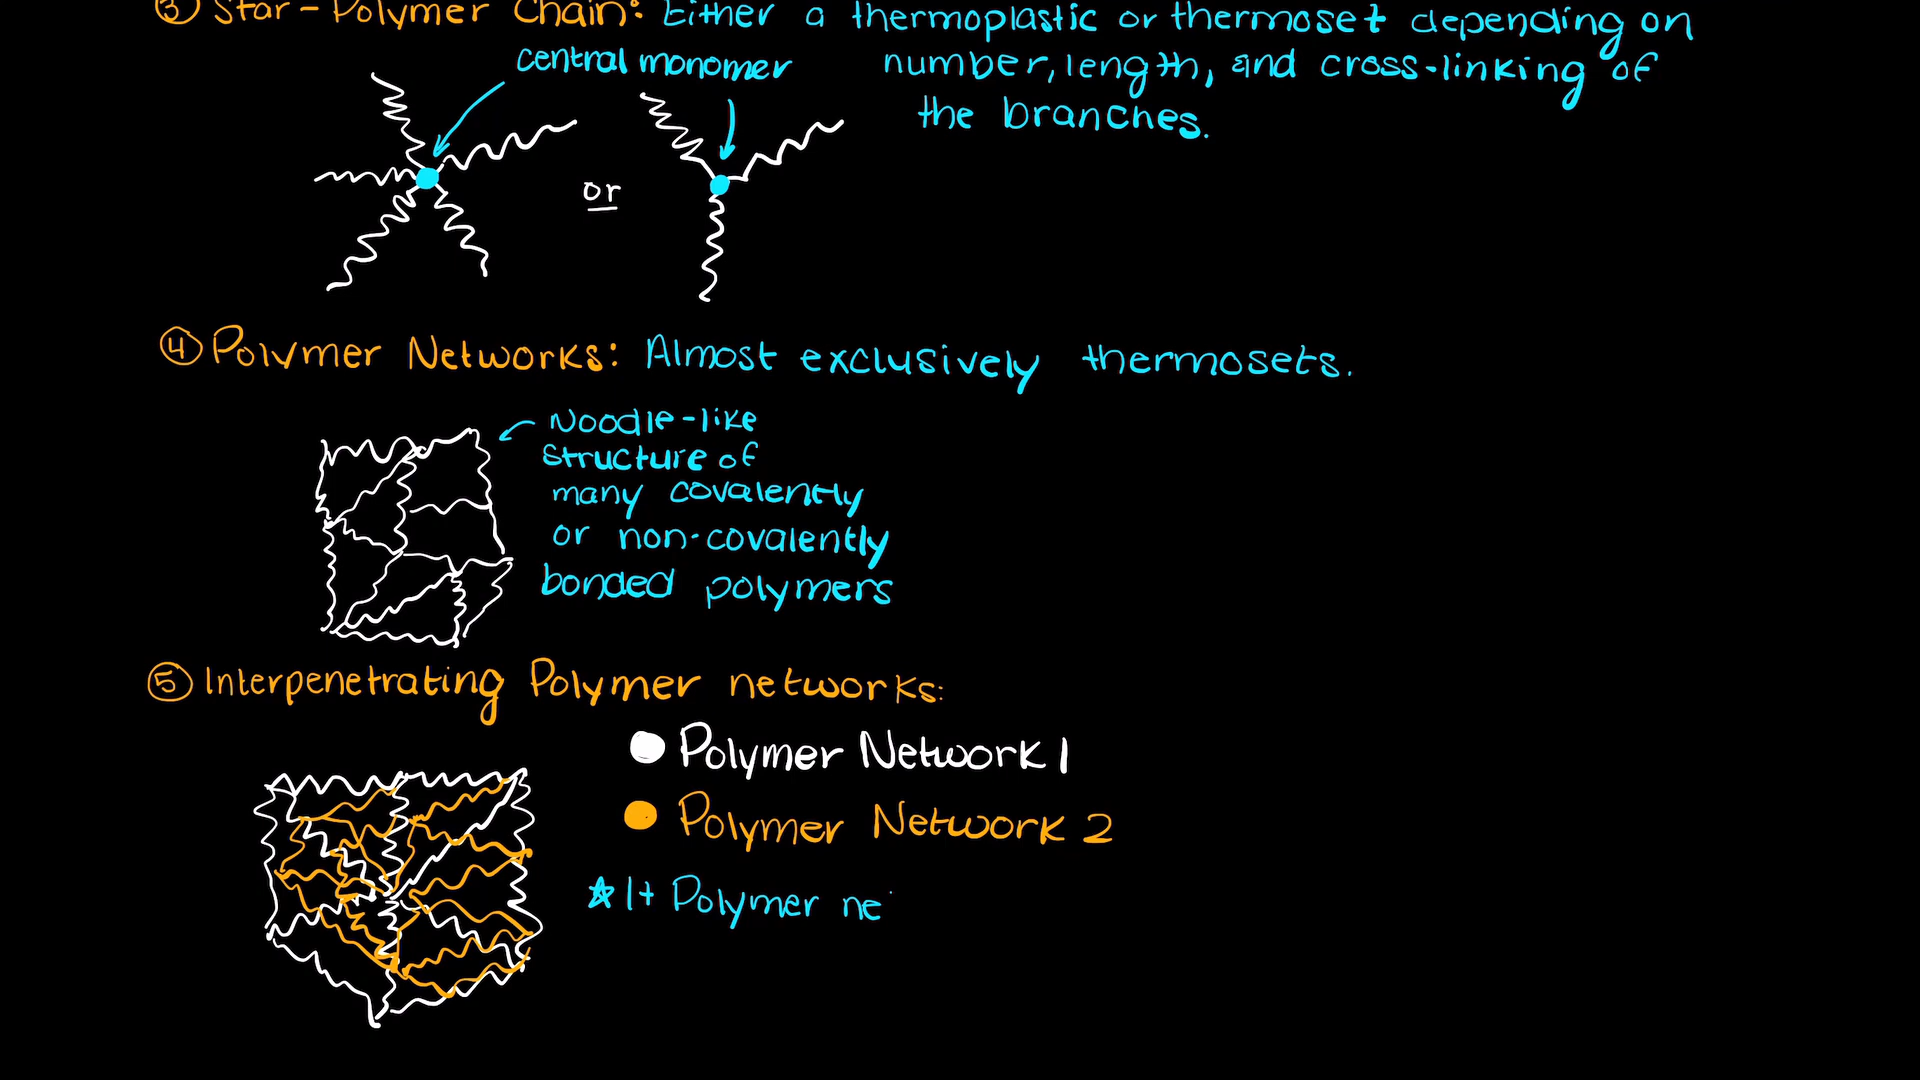 ③ Star-Polymer Chain: Either a thermoplastic or thermoset depending on
number, length, and cross-linking of
the branches.
central monomer
or
④ Polymer Networks: Almost exclusively thermosets.
Noodle-like
structure of
many covalently
or non-covalently
bonded polymers
⑤ Interpenetrating Polymer networks:
Polymer Network 1
Polymer Network 2
☆ 1+ Polymer ne